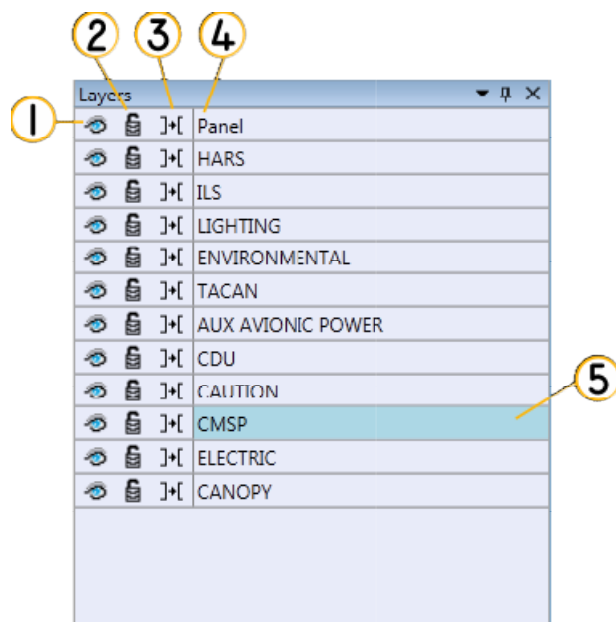 2 3 4
Layers
1
Panel
HARS
ILS
LIGHTING
ENVIRONMENTAL
TACAN
AUX AVIONIC POWER
CDU
CAUTION
5
CMSP
ELECTRIC
CANOPY